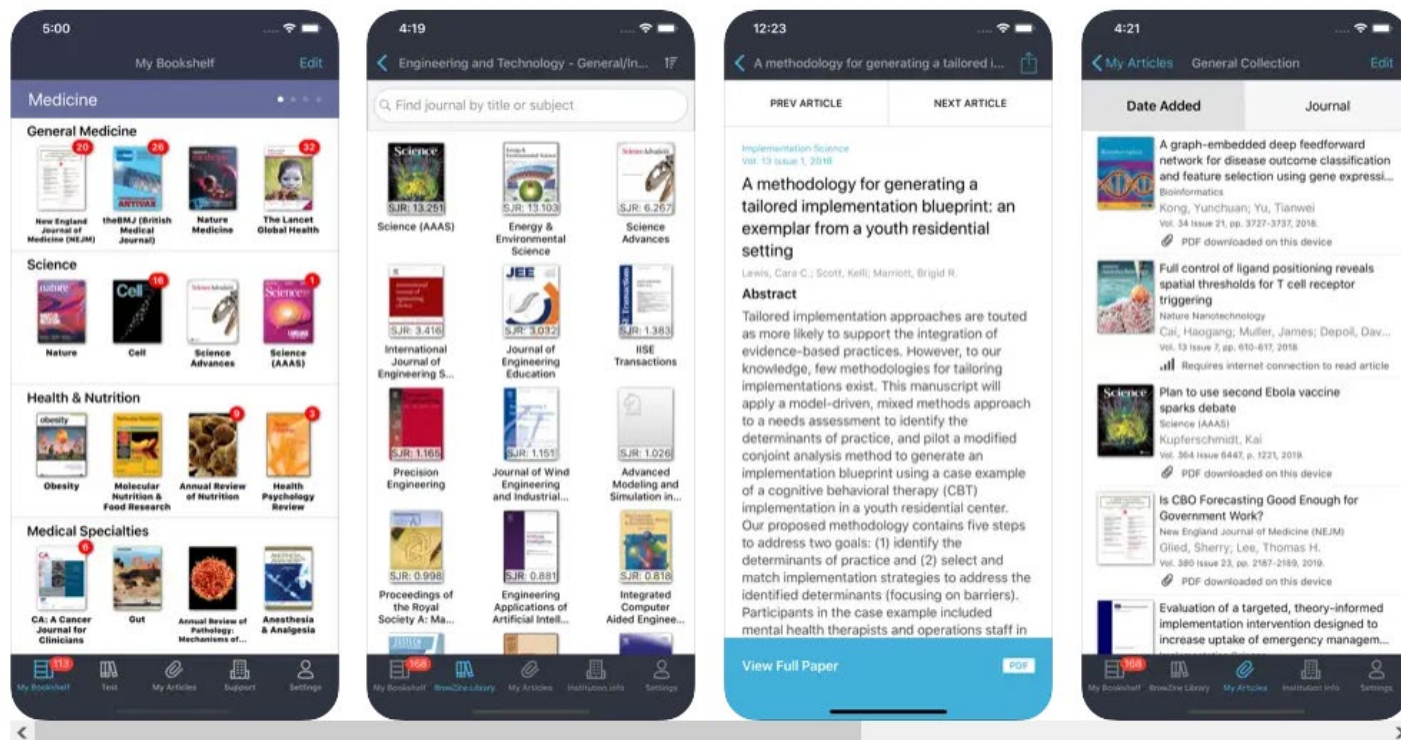 5:00
My Bookshelf
Edit
Medicine
General Medicine
20
26
32
New England
Journal of
Medicine (NEJM)
theBMJ (British
Medical
Journal)
Nature
Medicine
The Lancet
Global Health
Science
16
1
Nature
Cell
Science
Advances
Science
(AAAS)
Health & Nutrition
9
3
Obesity
Molecular
Nutrition &
Food Research
Annual Review
of Nutrition
Health
Psychology
Review
Medical Specialties
6
CA: A Cancer
Journal for
Clinicians
Gut
Annual Review of
Pathology:
Mechanisms of...
Anesthesia
& Analgesia
113
My Bookshelf
Test
My Articles
Support
Settings
4:19
Engineering and Technology - General/In...
Find journal by title or subject
Science
SJR: 13.251
Science (AAAS)
SJR: 13.103
Energy &
Environmental
Science
SJR: 6.267
Science
Advances
SJR: 3.416
International
Journal of
Engineering S...
JEE
SJR: 3.032
Journal of
Engineering
Education
SJR: 1.383
IISE
Transactions
SJR: 1.165
Precision
Engineering
SJR: 1.151
Journal of Wind
Engineering
and Industrial...
SJR: 1.026
Advanced
Modeling and
Simulation in...
SJR: 0.998
Proceedings of
the Royal
Society A: Ma...
SJR: 0.881
Engineering
Applications of
Artificial Intell...
SJR: 0.818
Integrated
Computer
Aided Enginee...
168
My Bookshelf
BrowZine Library
My Articles
Institution Info
Settings
12:23
A methodology for generating a tailored i...
PREV ARTICLE
NEXT ARTICLE
Implementation Science
Vol. 13 Issue 1, 2018
A methodology for generating a
tailored implementation blueprint: an
exemplar from a youth residential
setting
Lewis, Cara C.; Scott, Kelli; Marriott, Brigid R.
Abstract
Tailored implementation approaches are touted
as more likely to support the integration of
evidence-based practices. However, to our
knowledge, few methodologies for tailoring
implementations exist. This manuscript will
apply a model-driven, mixed methods approach
to a needs assessment to identify the
determinants of practice, and pilot a modified
conjoint analysis method to generate an
implementation blueprint using a case example
of a cognitive behavioral therapy (CBT)
implementation in a youth residential center.
Our proposed methodology contains five steps
to address two goals: (1) identify the
determinants of practice and (2) select and
match implementation strategies to address the
identified determinants (focusing on barriers).
Participants in the case example included
mental health therapists and operations staff in
View Full Paper
PDF
4:21
My Articles
General Collection
Edit
Date Added
Journal
A graph-embedded deep feedforward
network for disease outcome classification
and feature selection using gene expressi...
Bioinformatics
Kong, Yunchuan; Yu, Tianwei
Vol. 34 Issue 21, pp. 3727-3737, 2018.
PDF downloaded on this device
Full control of ligand positioning reveals
spatial thresholds for T cell receptor
triggering
Nature Nanotechnology
Cai, Haogang; Muller, James; Depoil, Dav...
Vol. 13 Issue 7, pp. 610-617, 2018
Requires internet connection to read article
Science
Plan to use second Ebola vaccine
sparks debate
Science (AAAS)
Kupferschmidt, Kai
Vol. 364 Issue 6447, p. 1221, 2019.
PDF downloaded on this device
Is CBO Forecasting Good Enough for
Government Work?
New England Journal of Medicine (NEJM)
Glied, Sherry; Lee, Thomas H.
Vol. 380 Issue 23, pp. 2187-2189, 2019.
PDF downloaded on this device
Evaluation of a targeted, theory-informed
implementation intervention designed to
increase uptake of emergency managem...
168
My Bookshelf
BrowZine Library
My Articles
Institution Info
Settings